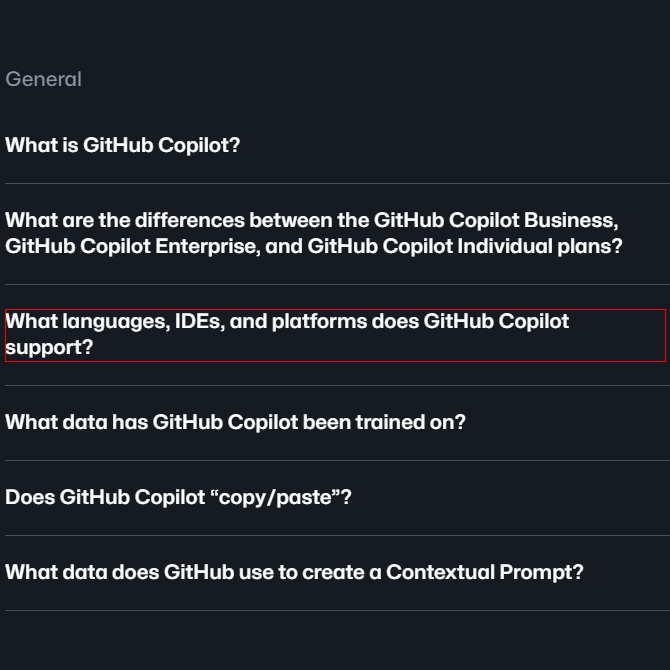 General
What is GitHub Copilot?
What are the differences between the GitHub Copilot Business,
GitHub Copilot Enterprise, and GitHub Copilot Individual plans?
What languages, IDEs, and platforms does GitHub Copilot
support?
What data has GitHub Copilot been trained on?
Does GitHub Copilot “copy/paste”?
What data does GitHub use to create a Contextual Prompt?